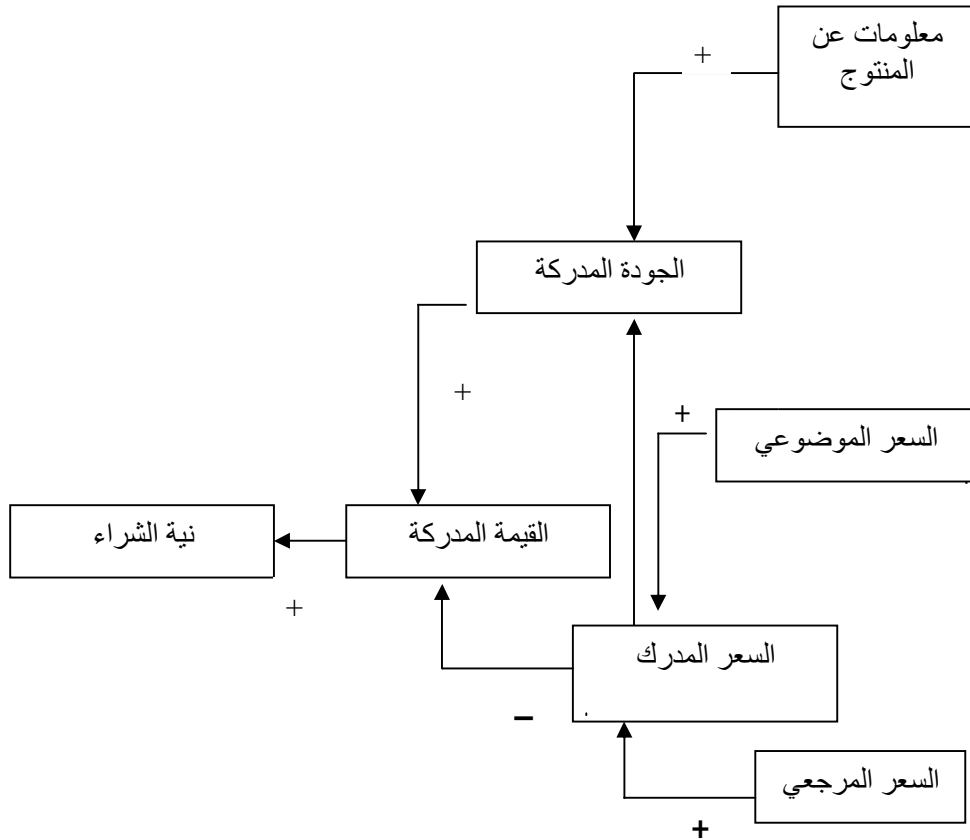 معلومات عن
المنتوج
+
الجودة المدركة
+
+
السعر الموضوعي
القيمة المدركة
نية الشراء
+
السعر المدرك
–
السعر المرجعي
+